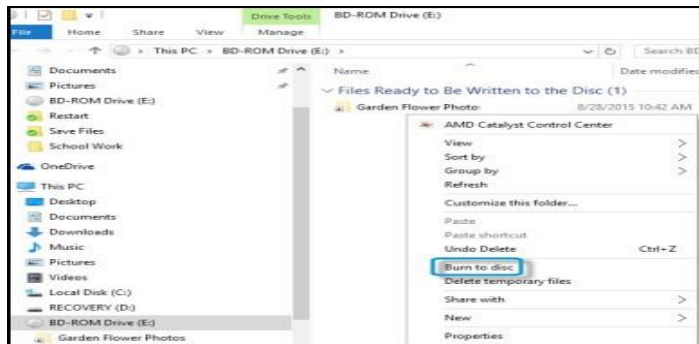 Drive Tools BD-ROM Drive (E:)
File Home Share View Manage
This PC BD-ROM Drive (E:) Search BD
Documents
Pictures
BD-ROM Drive (E:)
Restart
Save Files
School Work
OneDrive
This PC
Desktop
Documents
Downloads
Music
Pictures
Videos
Local Disk (C:)
RECOVERY (D:)
BD-ROM Drive (E:)
Garden Flower Photos
Name Date modified
Files Ready to Be Written to the Disc (1)
Garden Flower Photo 8/28/2015 10:42 AM
AMD Catalyst Control Center
View
Sort by
Group by
Refresh
Customize this folder...
Paste
Paste shortcut
Undo Delete Ctrl+Z
Burn to disc
Delete temporary files
Share with
New
Properties